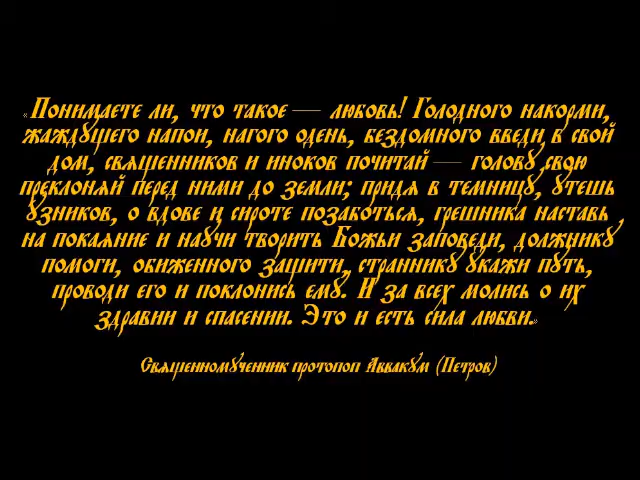 «Понимаете ли, что такое — любовь! Голодного накорми,
жаждущего напои, нагого одень, бездомного введи в свой
дом, священников и иноков почитай — голову свою
преклоняй перед ними до земли; придя в темницу, утешь
узников, о вдове и сироте позаботься, грешника наставь
на покаяние и научи творить Божьи заповеди, должнику
помоги, обиженного защити, страннику укажи путь,
проводи его и поклонись ему. И за всех молись о их
здравии и спасении. Это и есть сила любви.»
Священномученник протопоп Аввакум (Петров)